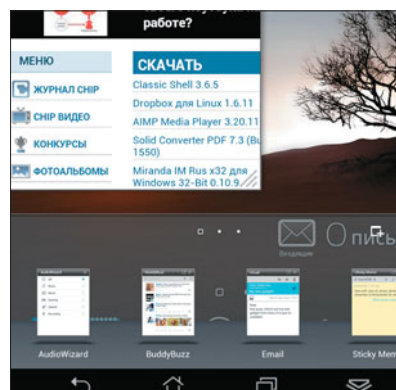 работе?
МЕНЮ
ЖУРНАЛ CHIP
CHIP ВИДЕО
КОНКУРСЫ
ФОТОАЛЬБОМЫ
СКАЧАТЬ
Classic Shell 3.6.5
Dropbox для Linux 1.6.11
AIMP Media Player 3.20.11
Solid Converter PDF 7.3 (Bu
1550)
Miranda IM Rus x32 для
Windows 32-Bit 0.10.9
Входящие
AudioWizard
BuddyBuzz
Email
Sticky Mem